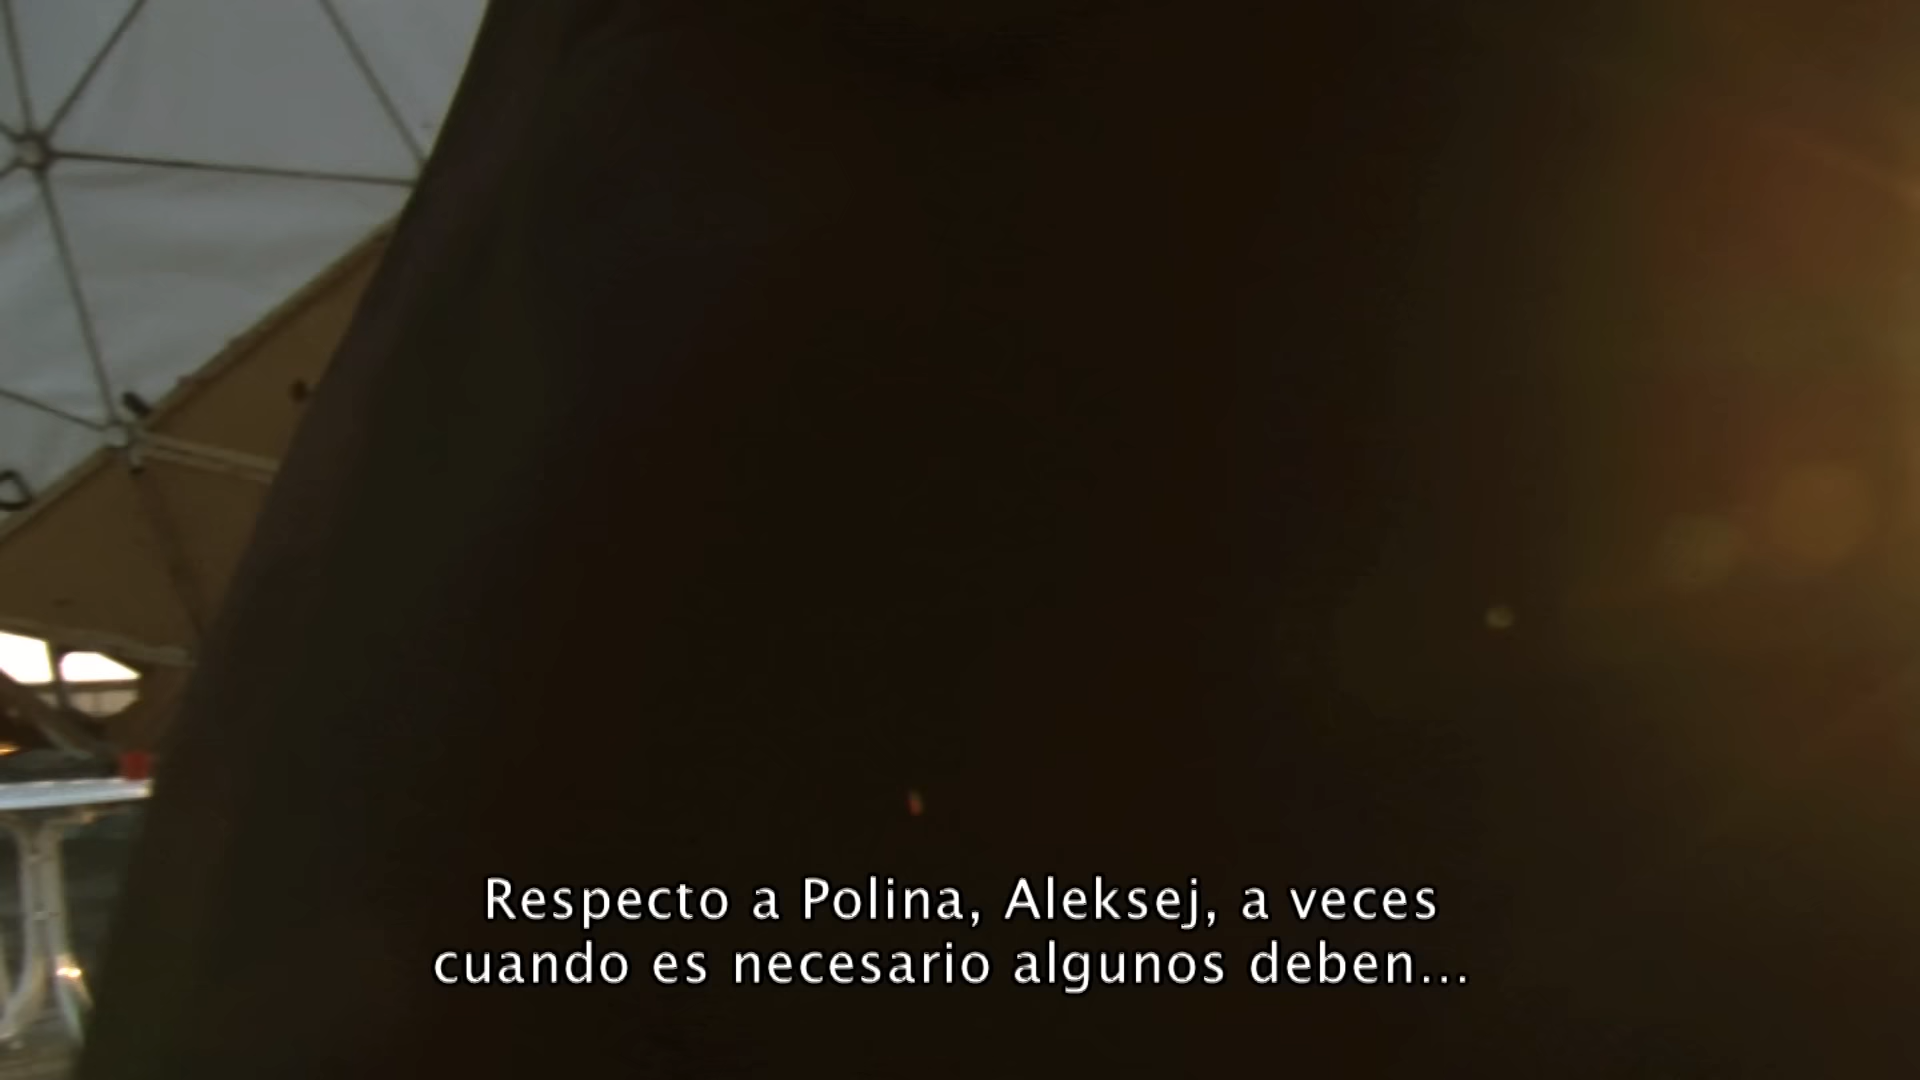 Respecto a Polina, Aleksej, a veces
cuando es necesario algunos deben...